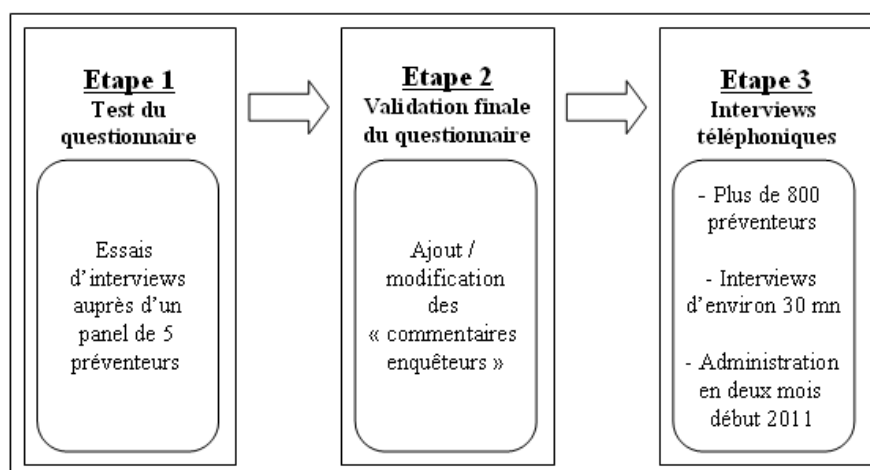 Etape 1
Test du
questionnaire
Essais
d'interviews
auprès d'un
panel de 5
préventeurs
Etape 2
Validation finale
du questionnaire
Ajout /
modification
des
« commentaires
enquêteurs »
Etape 3
Interviews
téléphoniques
- Plus de 800
préventeurs
- Interviews
d'environ 30 mn
- Administration
en deux mois
début 2011